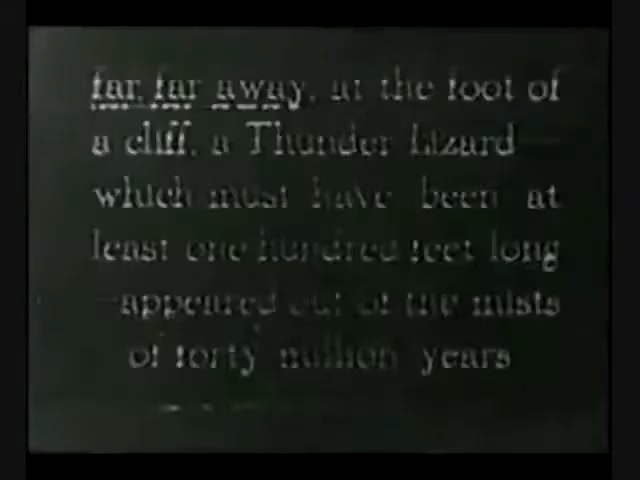 far, far away, at the foot of
a cliff, a Thunder Lizard—
which must have been at
least one hundred feet long
—appeared out of the mists
of forty million years